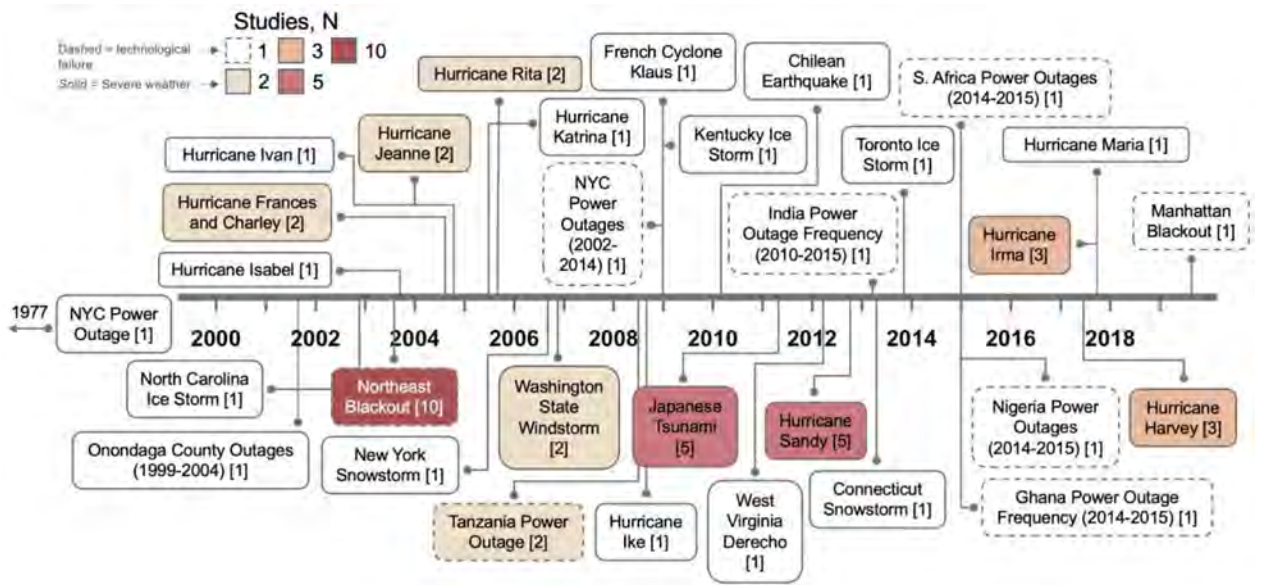 Studies, N
Dashed = technological
failure
1
3
10
Solid = Severe weather
2
5
Hurricane Rita [2]
French Cyclone
Klaus [1]
Chilean
Earthquake [1]
S. Africa Power Outages
(2014-2015) [1]
Hurricane Ivan [1]
Hurricane
Jeanne [2]
Hurricane
Katrina [1]
Kentucky Ice
Storm [1]
Toronto Ice
Storm [1]
Hurricane Maria [1]
Hurricane Frances
and Charley [2]
NYC
Power
Outages
(2002-
2014) [1]
India Power
Outage Frequency
(2010-2015) [1]
Hurricane
Irma [3]
Manhattan
Blackout [1]
Hurricane Isabel [1]
1977
NYC Power
Outage [1]
2000
2002
2004
2006
2008
2010
2012
2014
2016
2018
North Carolina
Ice Storm [1]
Northeast
Blackout [10]
Washington
State
Windstorm
[2]
Japanese
Tsunami
[5]
Hurricane
Sandy [5]
Nigeria Power
Outages
(2014-2015)
[1]
Hurricane
Harvey [3]
Onondaga County Outages
(1999-2004) [1]
New York
Snowstorm [1]
Tanzania Power
Outage [2]
Hurricane
Ike [1]
West
Virginia
Derecho
[1]
Connecticut
Snowstorm [1]
Ghana Power Outage
Frequency (2014-2015) [1]